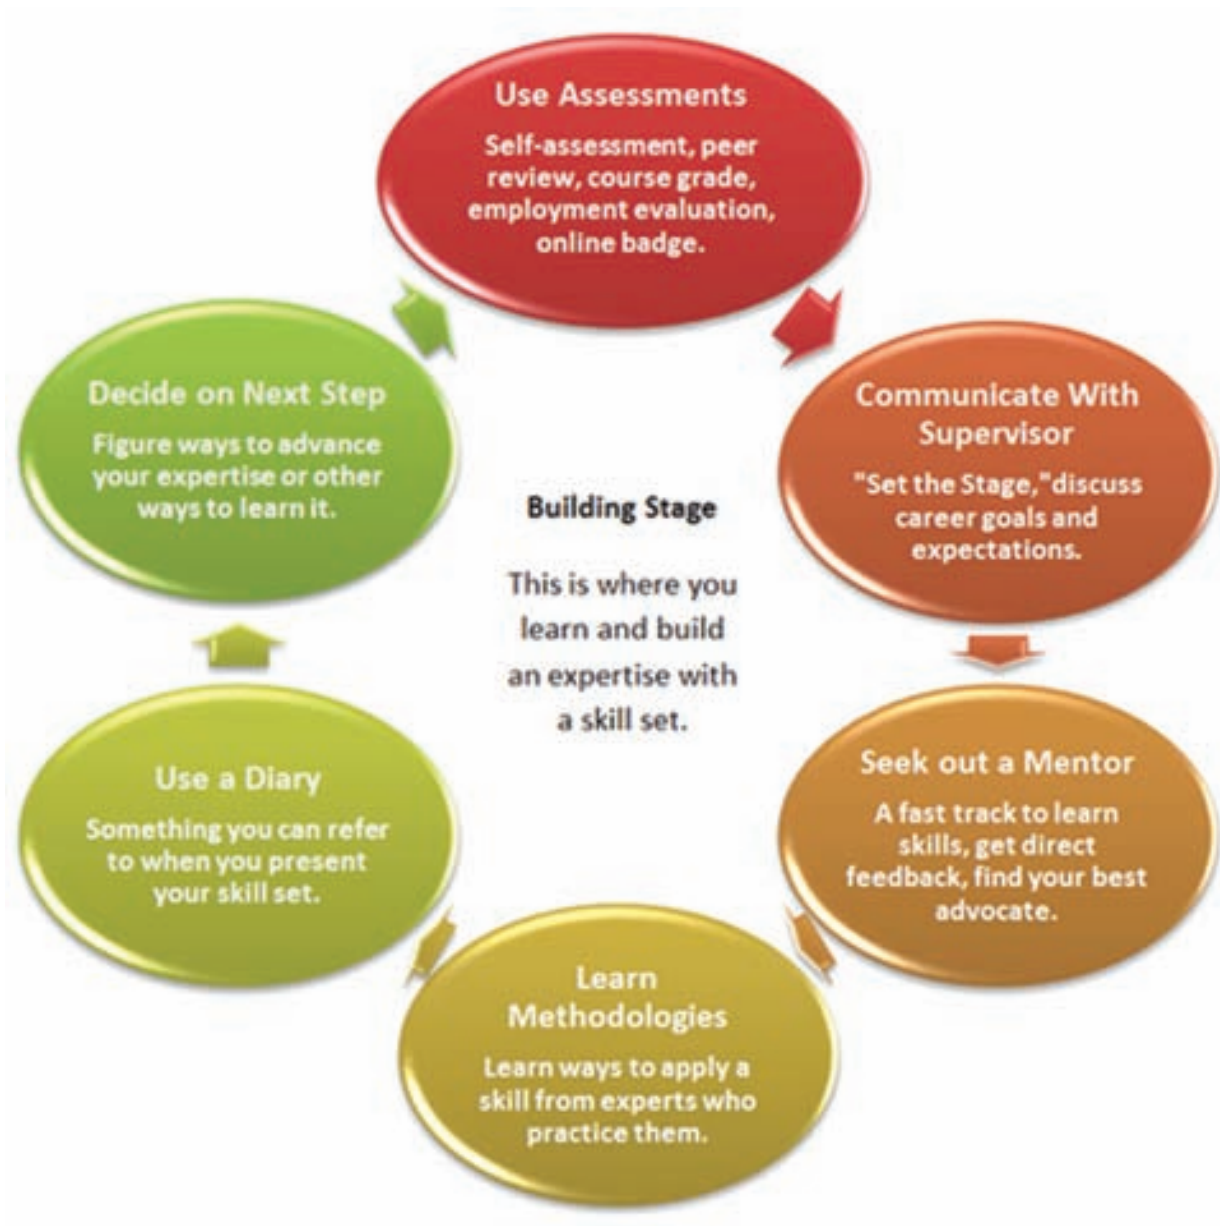 Use Assessments
Self-assessment, peer
review, course grade,
employment evaluation,
online badge.
Communicate With
Supervisor
"Set the Stage,"discuss
career goals and
expectations.
Seek out a Mentor
A fast track to learn
skills, get direct
feedback, find your best
advocate.
Learn
Methodologies
Learn ways to apply a
skill from experts who
practice them.
Use a Diary
Something you can refer
to when you present
your skill set.
Decide on Next Step
Figure ways to advance
your expertise or other
ways to learn it.
Building Stage
This is where you
learn and build
an expertise with
a skill set.